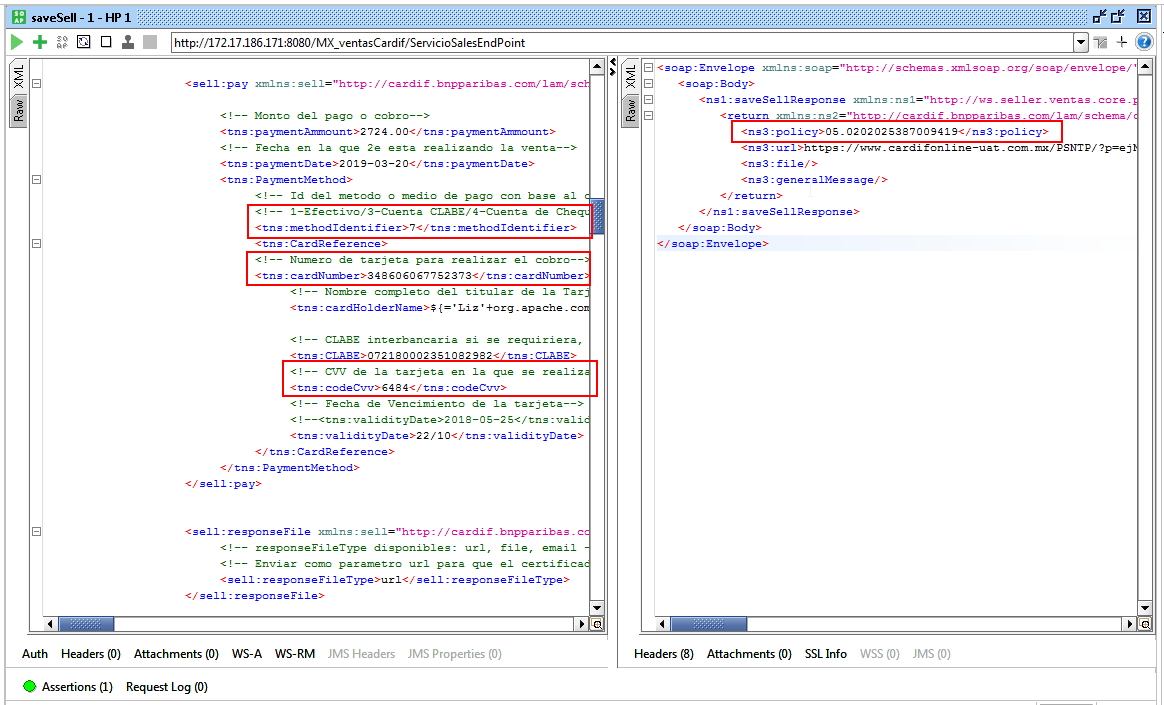 saveSell - 1 - HP 1
http://172.17.186.171:8080/MX_ventasCardif/ServicioSalesEndPoint
XML
Raw
<sell:pay xmlns:sell="http://cardif.bnpparibas.com/lam/sch
<!-- Monto del pago o cobro-->
<tns:paymentAmmount>2724.00</tns:paymentAmmount>
<!-- Fecha en la que 2e esta realizando la venta-->
<tns:paymentDate>2019-03-20</tns:paymentDate>
<tns:PaymentMethod>
<!-- Id del metodo o medio de pago con base al c
<!-- 1-Efectivo/3-Cuenta CLABE/4-Cuenta de Chequ
<tns:methodIdentifier>7</tns:methodIdentifier>
<tns:CardReference>
<!-- Numero de tarjeta para realizar el cobro-->
<tns:cardNumber>348606067752373</tns:cardNumber>
<!-- Nombre completo del titular de la Tarj
<tns:cardHolderName>${='Liz'+org.apache.com
<!-- CLABE interbancaria si se requiriera,
<tns:CLABE>072180002351082982</tns:CLABE>
<!-- CVV de la tarjeta en la que se realiza
<tns:codeCvv>6484</tns:codeCvv>
<!-- Fecha de Vencimiento de la tarjeta-->
<!--<tns:validityDate>2018-05-25</tns:valid
<tns:validityDate>22/10</tns:validityDate>
</tns:CardReference>
</tns:PaymentMethod>
</sell:pay>
<sell:responseFile xmlns:sell="http://cardif.bnpparibas.co
<!-- responseFileType disponibles: url, file, email -
<!-- Enviar como parametro url para que el certificad
<sell:responseFileType>url</sell:responseFileType>
</sell:responseFile>
XML
Raw
<soap:Envelope xmlns:soap="http://schemas.xmlsoap.org/soap/envelope/"
<soap:Body>
<ns1:saveSellResponse xmlns:ns1="http://ws.seller.ventas.core.p
<return xmlns:ns2="http://cardif.bnpparibas.com/lam/schema/c
<ns3:policy>05.0202025387009419</ns3:policy>
<ns3:url>https://www.cardifonline-uat.com.mx/PSNTP/?p=ejM
<ns3:file/>
<ns3:generalMessage/>
</return>
</ns1:saveSellResponse>
</soap:Body>
</soap:Envelope>
Auth Headers (0) Attachments (0) WS-A WS-RM JMS Headers JMS Properties (0)
Headers (8) Attachments (0) SSL Info WSS (0) JMS (0)
Assertions (1) Request Log (0)